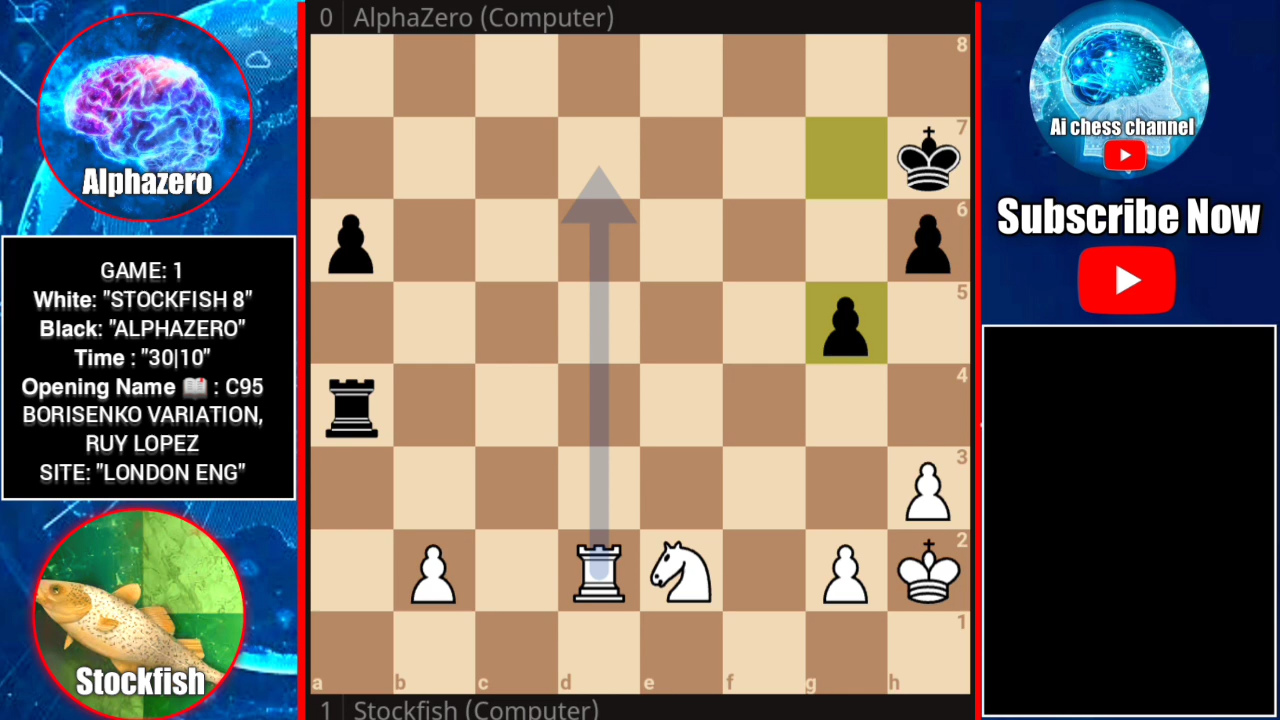 0 AlphaZero (Computer)
Alphazero
GAME: 1
White: "STOCKFISH 8"
Black: "ALPHAZERO"
Time : "30|10"
Opening Name 📖 : C95
BORISENKO VARIATION,
RUY LOPEZ
SITE: "LONDON ENG"
Stockfish
8
7
6
5
4
3
2
1
a b c d e f g h
1 Stockfish (Computer)
Ai chess channel
Subscribe Now